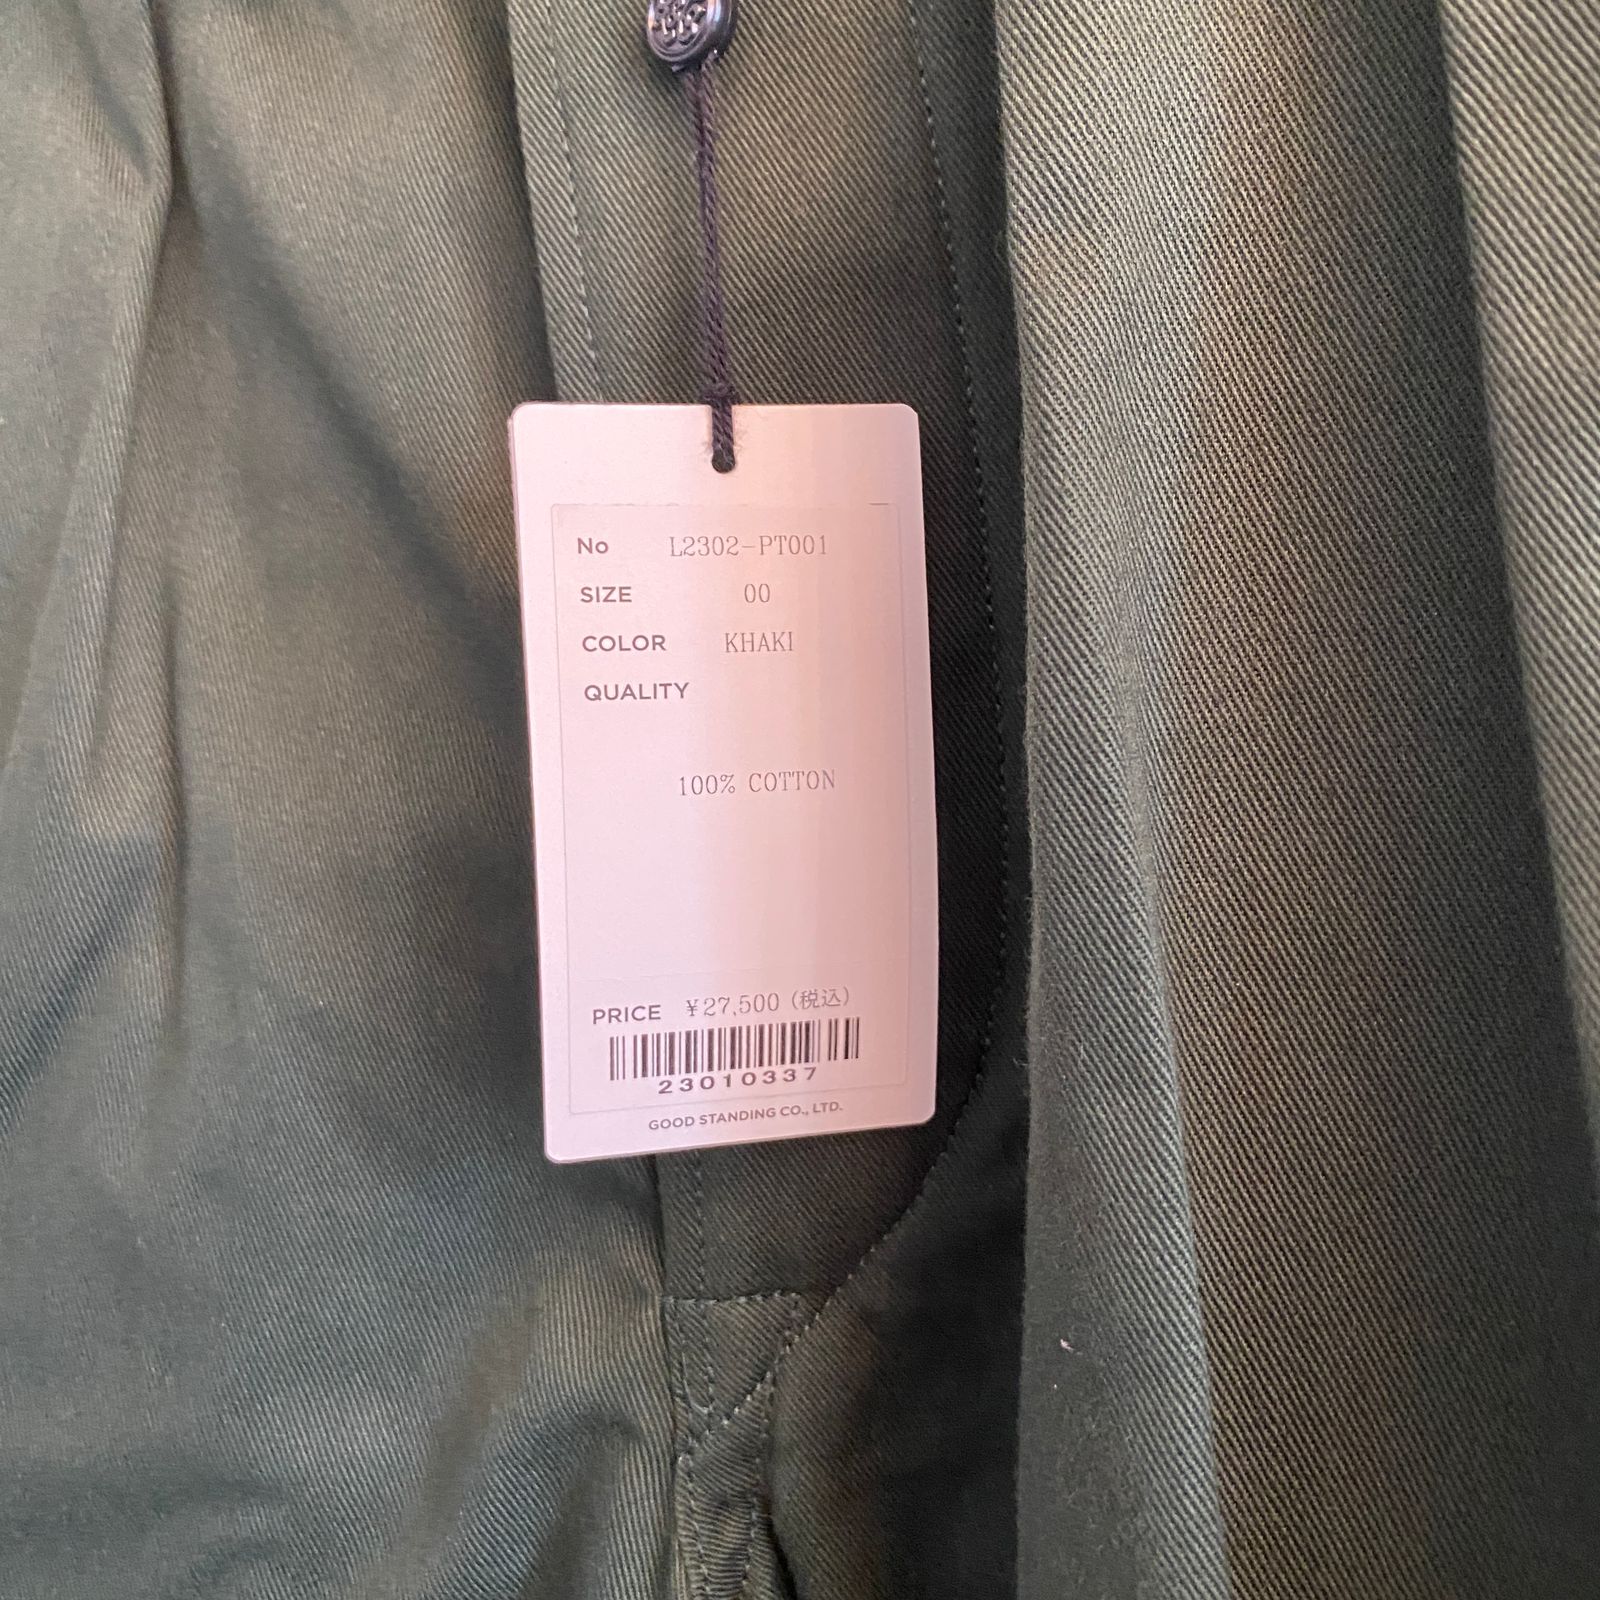 No L2302-PT001
SIZE 00
COLOR KHAKI
QUALITY
100% COTTON
PRICE ¥27,500 (税込)
23010337
GOOD STANDING CO., LTD.